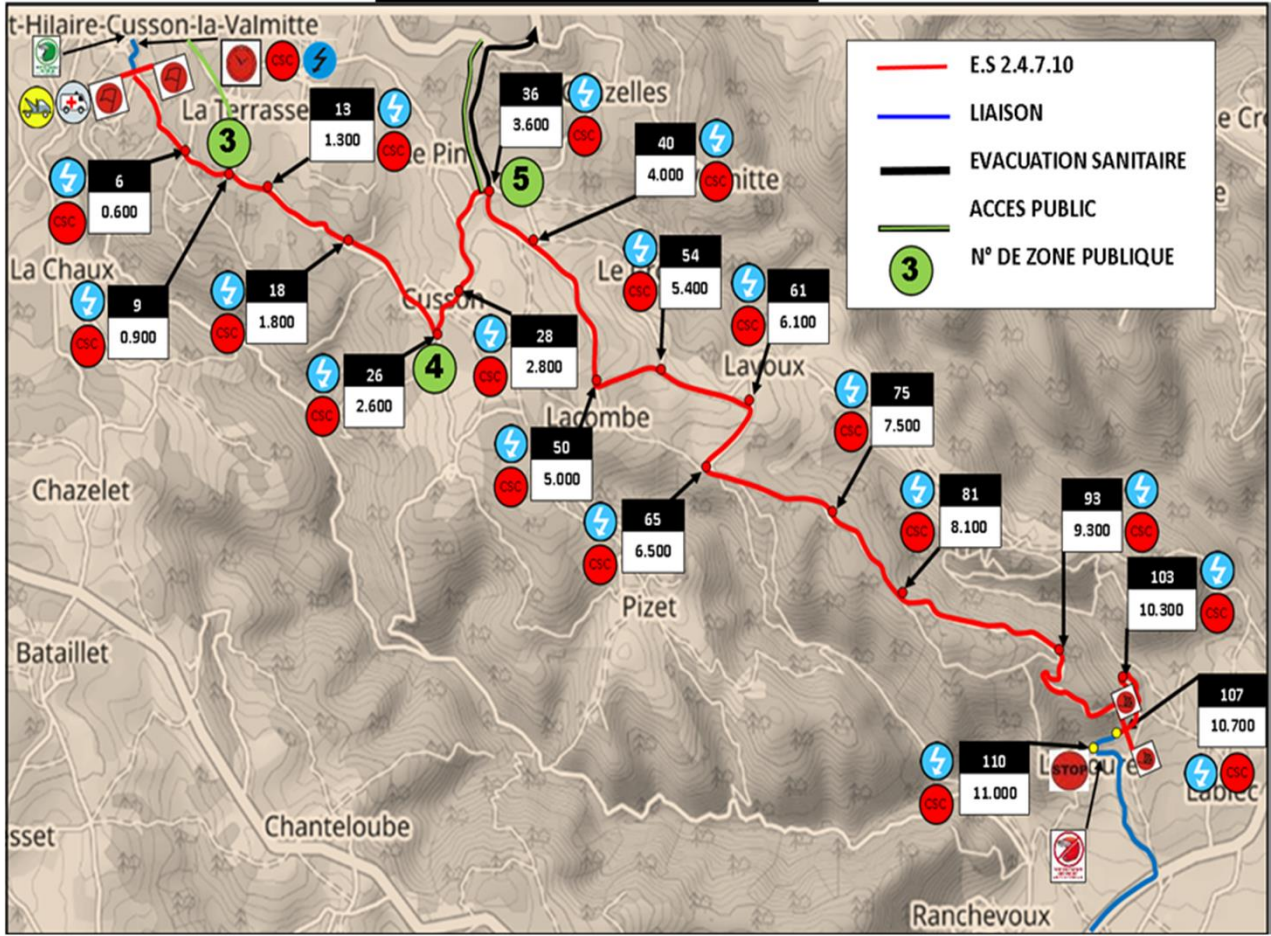 t-Hilaire-Cusson-la-Valmitte
E.S 2.4.7.10
LIAISON
EVACUATION SANITAIRE
ACCES PUBLIC
3
N° DE ZONE PUBLIQUE
CSC
La Terrasse
3
13
1.300
CSC
le Pin
36
3.600
CSC
5
40
4.000
CSC
6
0.600
CSC
La Chaux
9
0.900
CSC
18
1.800
CSC
Cusson
26
2.600
CSC
4
28
2.800
CSC
54
5.400
CSC
61
6.100
CSC
Lavoux
Lacombe
50
5.000
CSC
75
7.500
CSC
65
6.500
CSC
81
8.100
CSC
93
9.300
CSC
103
10.300
CSC
Chazelet
Pizet
Bataillet
107
10.700
CSC
110
11.000
CSC
STOP
Lablec
sset
Chanteloube
Ranchevoux